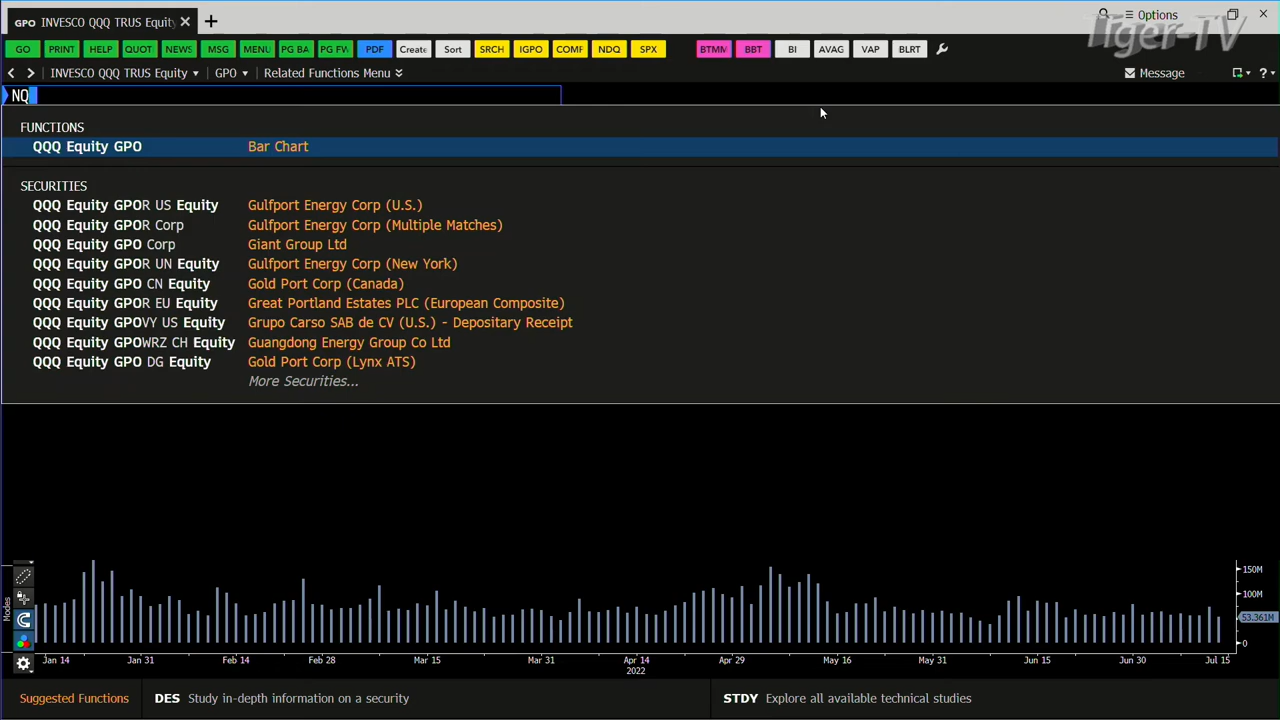 GPO INVESCO QQQ TRUS Equity
Options
Tiger-TV
GO PRINT HELP QUOT NEWS MSG MENU PG BA PG FW PDF Create Sort SRCH IGPO COMF NDQ SPX BTMM BBT BI AVAG VAP BLRT
INVESCO QQQ TRUS Equity GPO Related Functions Menu Message ?
NQ
FUNCTIONS
QQQ Equity GPO Bar Chart
SECURITIES
QQQ Equity GPOR US Equity Gulfport Energy Corp (U.S.)
QQQ Equity GPOR Corp Gulfport Energy Corp (Multiple Matches)
QQQ Equity GPO Corp Giant Group Ltd
QQQ Equity GPOR UN Equity Gulfport Energy Corp (New York)
QQQ Equity GPO CN Equity Gold Port Corp (Canada)
QQQ Equity GPOR EU Equity Great Portland Estates PLC (European Composite)
QQQ Equity GPOVY US Equity Grupo Carso SAB de CV (U.S.) - Depositary Receipt
QQQ Equity GPOWRZ CH Equity Guangdong Energy Group Co Ltd
QQQ Equity GPO DG Equity Gold Port Corp (Lynx ATS)
More Securities...
150M
100M
53.361M
0
Modes
Jan 14 Jan 31 Feb 14 Feb 28 Mar 15 Mar 31 Apr 14 Apr 29 May 16 May 31 Jun 15 Jun 30 Jul 15
2022
Suggested Functions DES Study in-depth information on a security STDY Explore all available technical studies